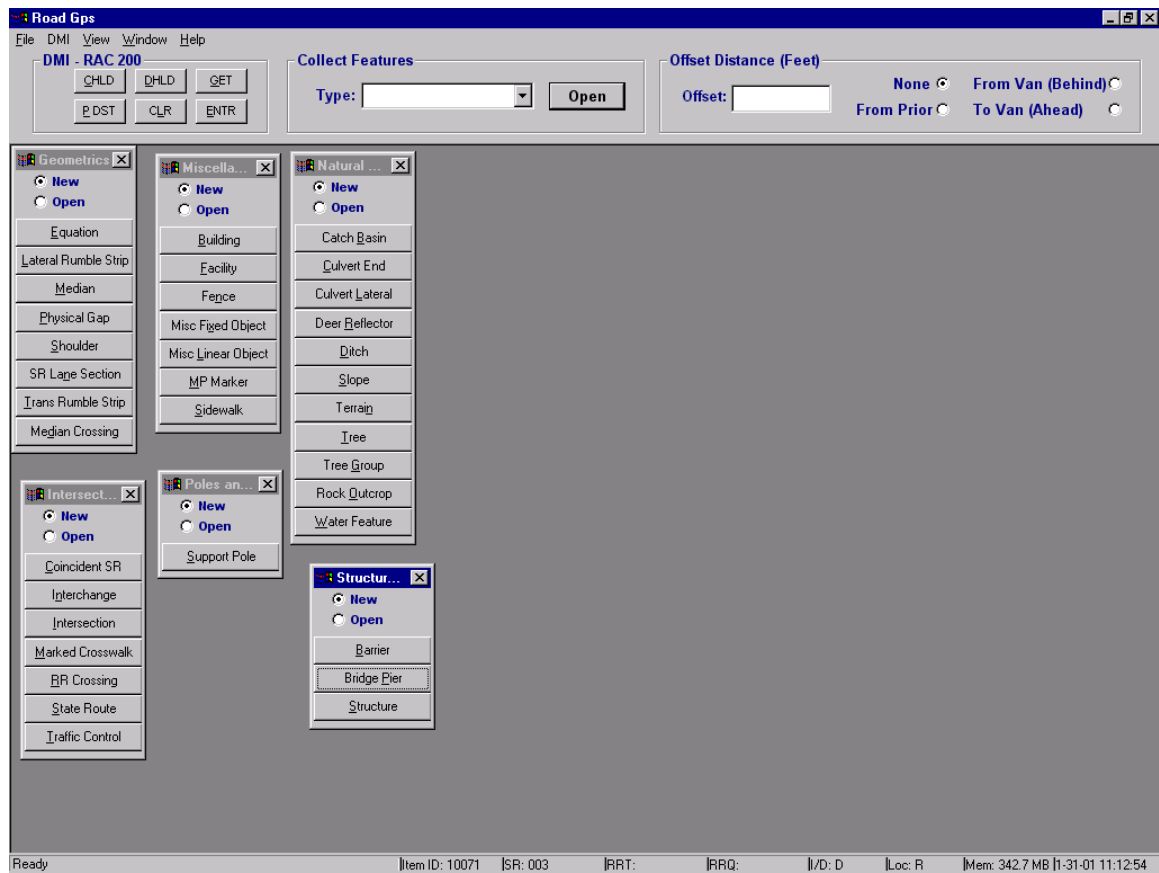 Road Gps
File DMI View Window Help
DMI - RAC 200
CHLD DHLD GET
P.DST CLR ENTR
Collect Features
Type: Open
Offset Distance (Feet)
Offset:
None From Van (Behind)
From Prior To Van (Ahead)
Geometrics
New
Open
Equation
Lateral Rumble Strip
Median
Physical Gap
Shoulder
SR Lane Section
Trans Rumble Strip
Median Crossing
Miscella...
New
Open
Building
Facility
Fence
Misc Fixed Object
Misc Linear Object
MP Marker
Sidewalk
Natural ...
New
Open
Catch Basin
Culvert End
Culvert Lateral
Deer Reflector
Ditch
Slope
Terrain
Tree
Tree Group
Rock Outcrop
Water Feature
Intersect...
New
Open
Coincident SR
Interchange
Intersection
Marked Crosswalk
RR Crossing
State Route
Traffic Control
Poles an...
New
Open
Support Pole
Structur...
New
Open
Barrier
Bridge Pier
Structure
Ready Item ID: 10071 SR: 003 RRT: RRQ: I/D: D Loc: R Mem: 342.7 MB 1-31-01 11:12:54